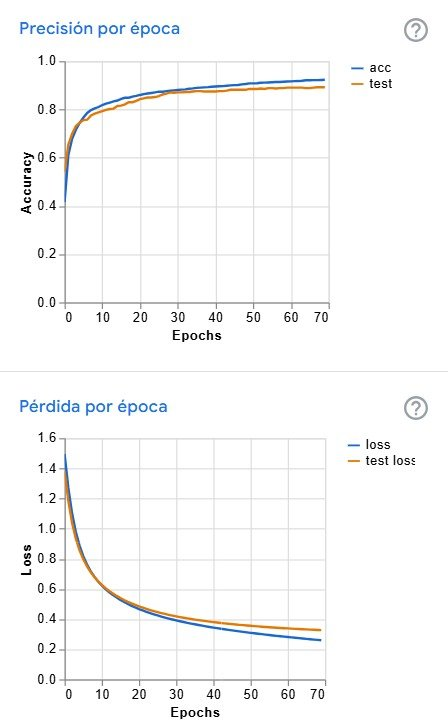 Precisión por época
?
1.0
acc
test
0.8
0.6
Accuracy
0.4
0.2
0.0
0 10 20 30 40 50 60 70
Epochs
Pérdida por época
?
1.6
loss
test loss
1.4
1.2
1.0
0.8
Loss
0.6
0.4
0.2
0.0
0 10 20 30 40 50 60 70
Epochs